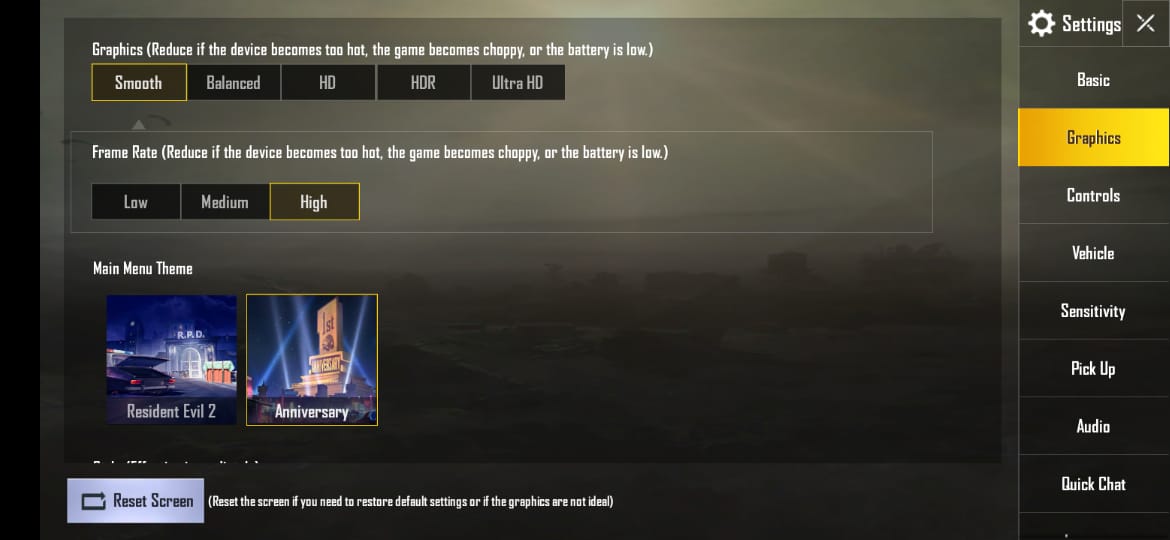 Graphics (Reduce if the device becomes too hot, the game becomes choppy, or the battery is low.)
Smooth
Balanced
HD
HDR
Ultra HD
Frame Rate (Reduce if the device becomes too hot, the game becomes choppy, or the battery is low.)
Low
Medium
High
Main Menu Theme
R.P.D.
Resident Evil 2
1st
ANNIVERSARY
Anniversary
Reset Screen
(Reset the screen if you need to restore default settings or if the graphics are not ideal)
Settings
Basic
Graphics
Controls
Vehicle
Sensitivity
Pick Up
Audio
Quick Chat